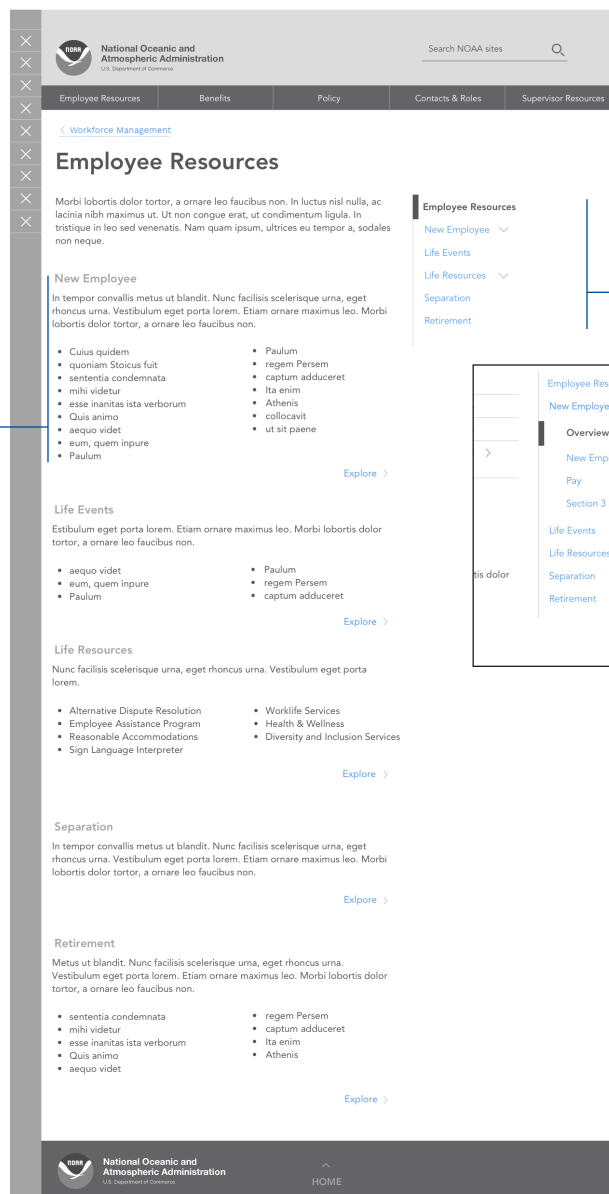 NOAA
National Oceanic and
Atmospheric Administration
U.S. Department of Commerce
Search NOAA sites
Employee Resources
Benefits
Policy
Contacts & Roles
Supervisor Resources
Workforce Management
Employee Resources
Morbi lobortis dolor tortor, a ornare leo faucibus non. In luctus nisl nulla, ac
lacinia nibh maximus ut. Ut non congue erat, ut condimentum ligula. In
tristique in leo sed venenatis. Nam quam ipsum, ultrices eu tempor a, sodales
non neque.
New Employee
In tempor convallis metus ut blandit. Nunc facilisis scelerisque urna, eget
rhoncus urna. Vestibulum eget porta lorem. Etiam ornare maximus leo. Morbi
lobortis dolor tortor, a ornare leo faucibus non.
• Cuius quidem
• quoniam Stoicus fuit
• sententia condemnata
• mihi videtur
• esse inanitas ista verborum
• Quis animo
• aequo videt
• eum, quem inpure
• Paulum
• Paulum
• regem Persem
• captum adduceret
• Ita enim
• Athenis
• collocavit
• ut sit paene
Explore
Life Events
Estibulum eget porta lorem. Etiam ornare maximus leo. Morbi lobortis dolor
tortor, a ornare leo faucibus non.
• aequo videt
• eum, quem inpure
• Paulum
• Paulum
• regem Persem
• captum adduceret
Explore
Life Resources
Nunc facilisis scelerisque urna, eget rhoncus urna. Vestibulum eget porta
lorem.
• Alternative Dispute Resolution
• Employee Assistance Program
• Reasonable Accommodations
• Sign Language Interpreter
• Worklife Services
• Health & Wellness
• Diversity and Inclusion Services
Explore
Separation
In tempor convallis metus ut blandit. Nunc facilisis scelerisque urna, eget
rhoncus urna. Vestibulum eget porta lorem. Etiam ornare maximus leo. Morbi
lobortis dolor tortor, a ornare leo faucibus non.
Exlpore
Retirement
Metus ut blandit. Nunc facilisis scelerisque urna, eget rhoncus urna.
Vestibulum eget porta lorem. Etiam ornare maximus leo. Morbi lobortis dolor
tortor, a ornare leo faucibus non.
• sententia condemnata
• mihi videtur
• esse inanitas ista verborum
• Quis animo
• aequo videt
• regem Persem
• captum adduceret
• Ita enim
• Athenis
Explore
Employee Resources
New Employee
Life Events
Life Resources
Separation
Retirement
tis dolor
Employee Res
New Employe
Overview
New Emp
Pay
Section 3
Life Events
Life Resources
Separation
Retirement
NOAA
National Oceanic and
Atmospheric Administration
U.S. Department of Commerce
HOME